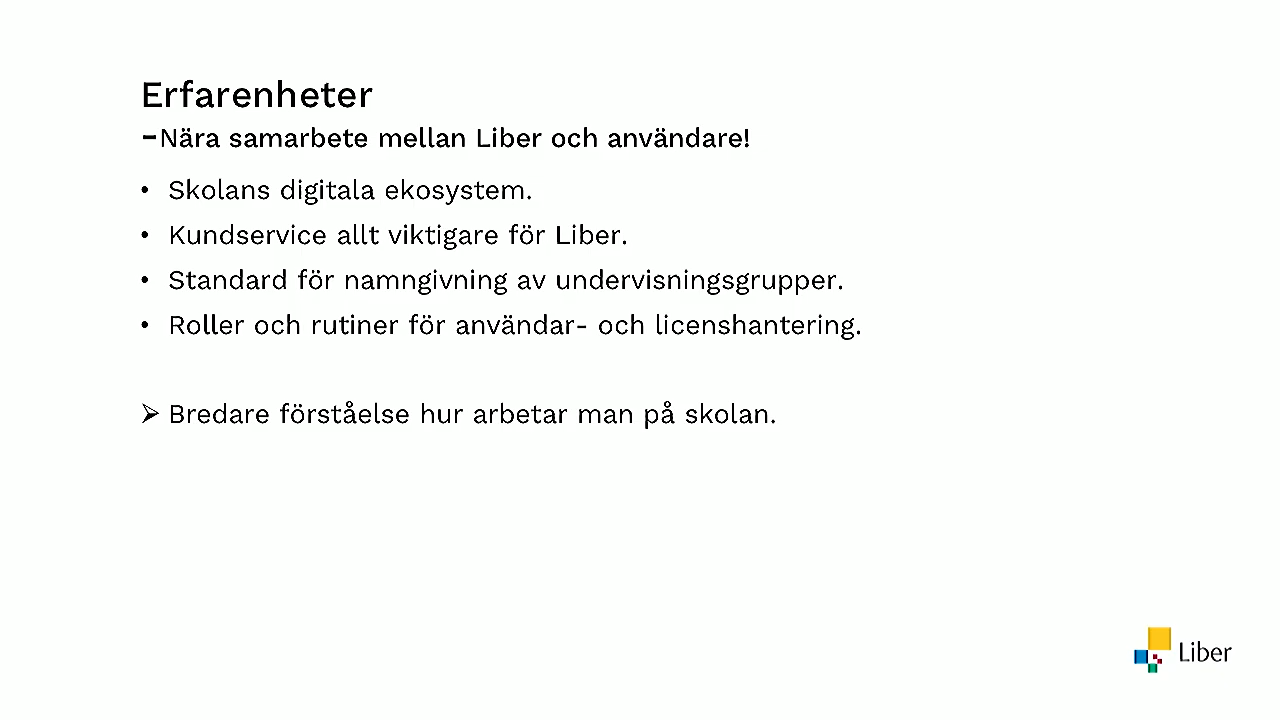 Erfarenheter
-Nära samarbete mellan Liber och användare!
• Skolans digitala ekosystem.
• Kundservice allt viktigare för Liber.
• Standard för namngivning av undervisningsgrupper.
• Roller och rutiner för användar- och licenshantering.
➢ Bredare förståelse hur arbetar man på skolan.
Liber